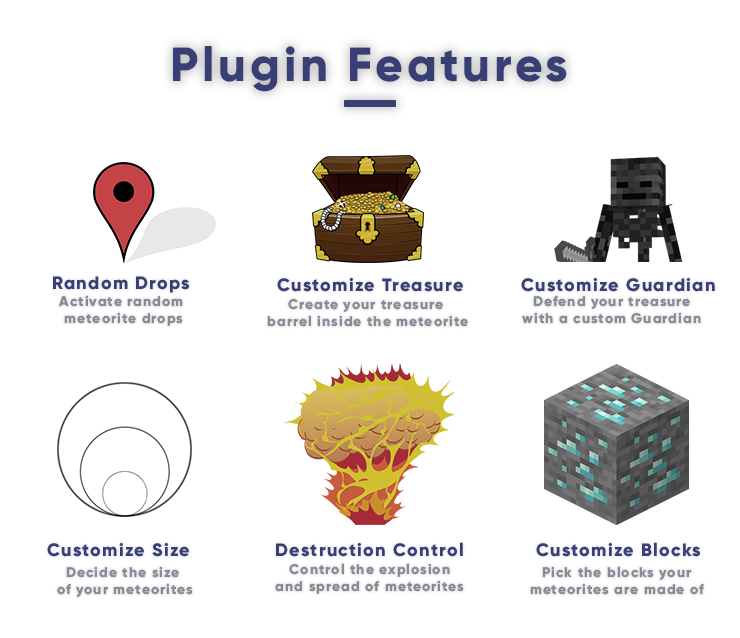 Plugin Features
Random Drops
Activate random
meteorite drops
Customize Treasure
Create your treasure
barrel inside the meteorite
Customize Guardian
Defend your treasure
with a custom Guardian
Customize Size
Decide the size
of your meteorites
Destruction Control
Control the explosion
and spread of meteorites
Customize Blocks
Pick the blocks your
meteorites are made of